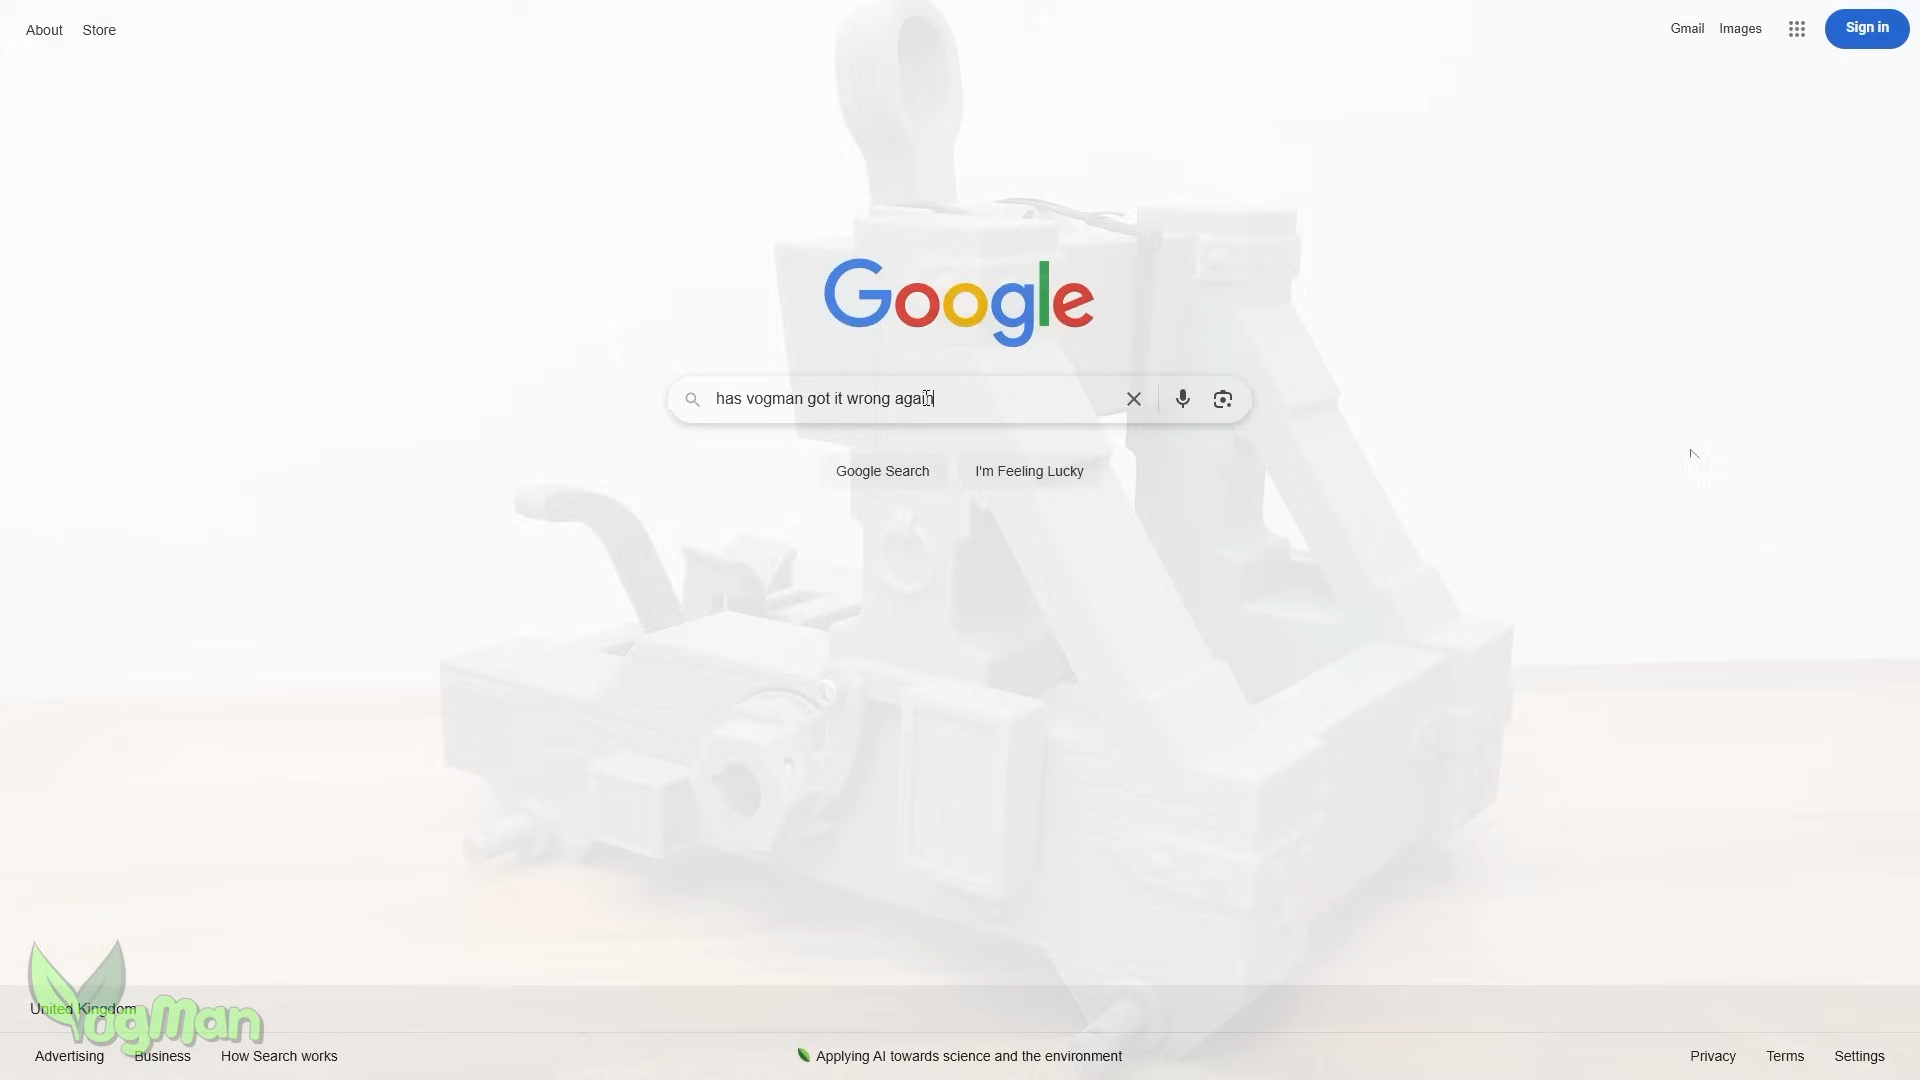 About Store
Gmail Images Sign in
Google
has vogman got it wrong again
Google Search I'm Feeling Lucky
United Kingdom
VogMan
Advertising Business How Search works
Applying AI towards science and the environment
Privacy Terms Settings